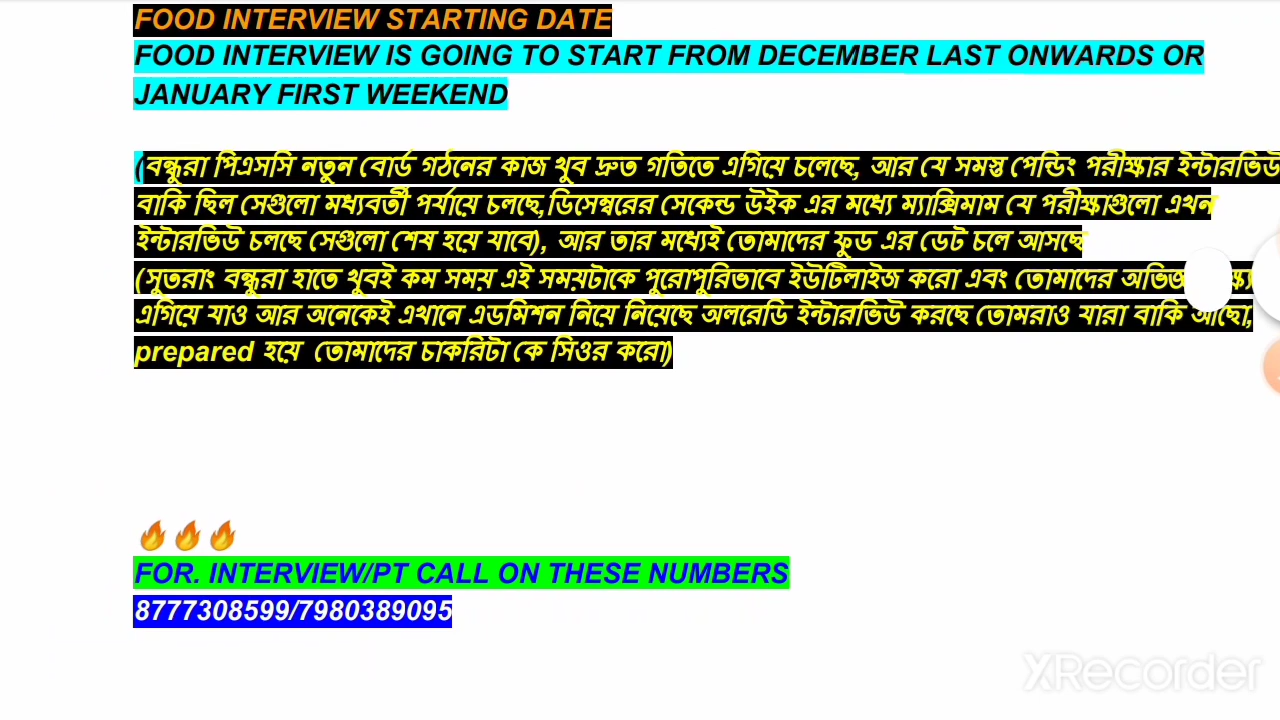 FOOD INTERVIEW STARTING DATE
FOOD INTERVIEW IS GOING TO START FROM DECEMBER LAST ONWARDS OR
JANUARY FIRST WEEKEND
(বন্ধুরা পিএসসি নতুন বোর্ড গঠনের কাজ খুব দ্রুত গতিতে এগিয়ে চলেছে, আর যে সমস্ত পেন্ডিং পরীক্ষার ইন্টারভিউ
বাকি ছিল সেগুলো মধ্যবর্তী পর্যায়ে চলছে,ডিসেম্বরের সেকেন্ড উইক এর মধ্যে ম্যাক্সিমাম যে পরীক্ষাগুলো এখন
ইন্টারভিউ চলছে সেগুলো শেষ হয়ে যাবে), আর তার মধ্যেই তোমাদের ফুড এর ডেট চলে আসছে
(সুতরাং বন্ধুরা হাতে খুবই কম সময় এই সময়টাকে পুরোপুরিভাবে ইউটিলাইজ করো এবং তোমাদের
এগিয়ে যাও আর অনেকেই এখানে এডমিশন নিয়ে নিয়েছে অলরেডি ইন্টারভিউ করছে তোমরাও যারা বাকি আছো,
prepared হয়ে তোমাদের চাকরিটা কে সিওর করো)
🔥🔥🔥
FOR. INTERVIEW/PT CALL ON THESE NUMBERS
8777308599/7980389095
XRecorder